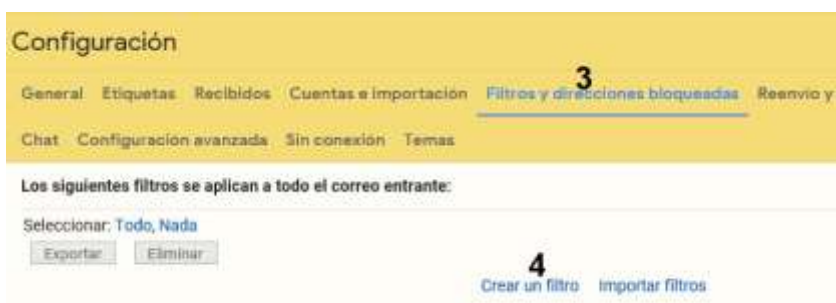 Configuración
3
General Etiquetas Recibidos Cuentas e importación Filtros y direcciones bloqueadas Reenvío y
Chat Configuración avanzada Sin conexión Temas
Los siguientes filtros se aplican a todo el correo entrante:
Seleccionar: Todo, Nada
Exportar Eliminar
4
Crear un filtro Importar filtros